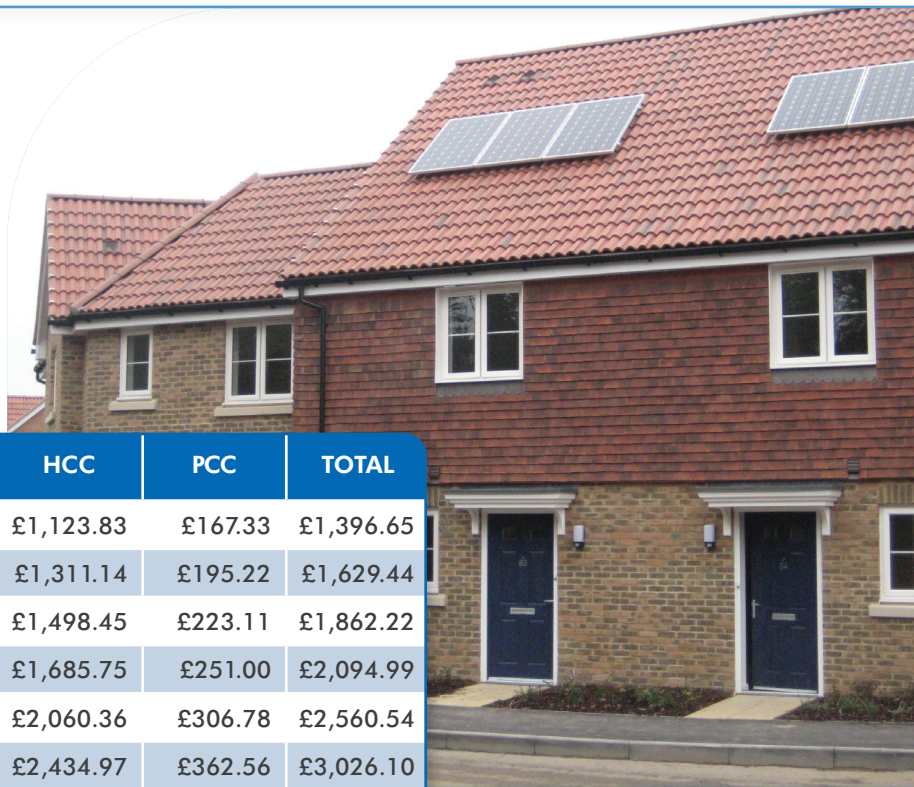 HCC PCC TOTAL
£1,123.83 £167.33 £1,396.65
£1,311.14 £195.22 £1,629.44
£1,498.45 £223.11 £1,862.22
£1,685.75 £251.00 £2,094.99
£2,060.36 £306.78 £2,560.54
£2,434.97 £362.56 £3,026.10